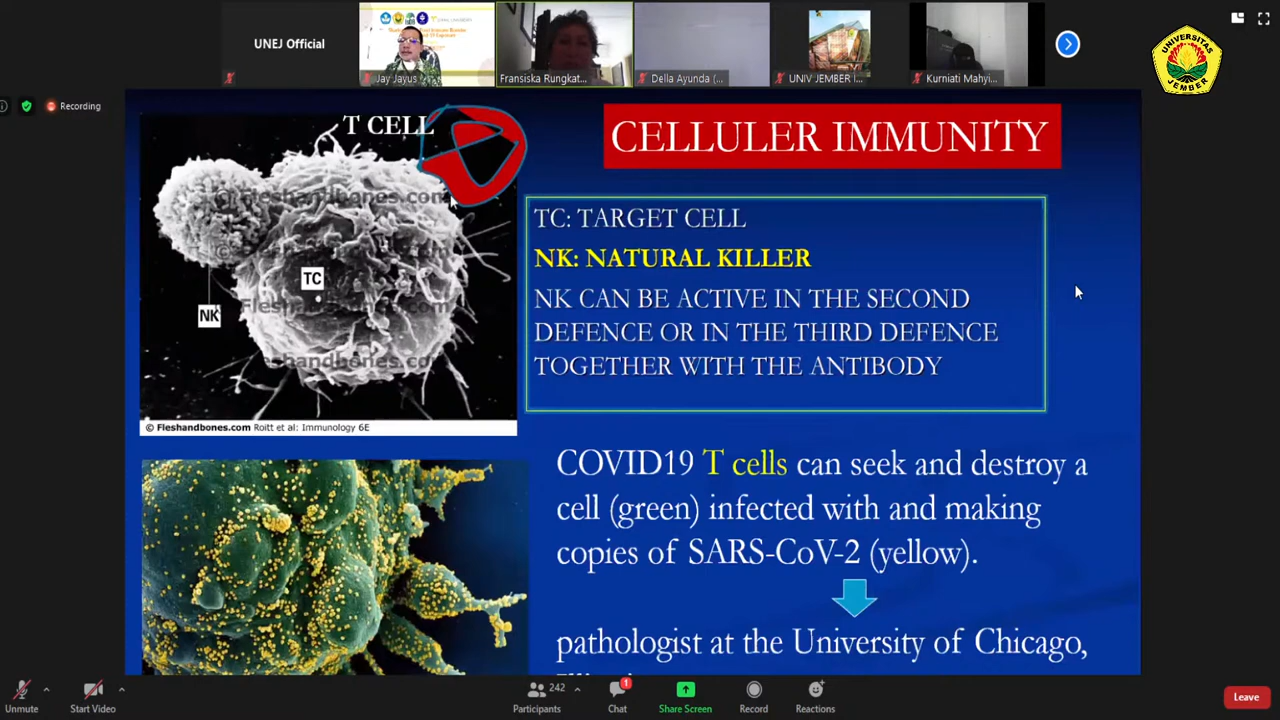 UNEJ Official
Jay Jayus
Fransiska Rungkat...
Della Ayunda (...
UNIV JEMBER I...
Kurniati Mahyi...
UNIVERSITAS
JEMBER
Recording
T CELL
CELLULER IMMUNITY
© Fleshandbones.com
TC
NK
Fleshandbones.com
© Fleshandbones.com Roitt et al: Immunology 6E
TC: TARGET CELL
NK: NATURAL KILLER
NK CAN BE ACTIVE IN THE SECOND
DEFENCE OR IN THE THIRD DEFENCE
TOGETHER WITH THE ANTIBODY
COVID19 T cells can seek and destroy a
cell (green) infected with and making
copies of SARS-CoV-2 (yellow).
pathologist at the University of Chicago,
Unmute
Start Video
242
Participants
1
Chat
Share Screen
Record
Reactions
Leave